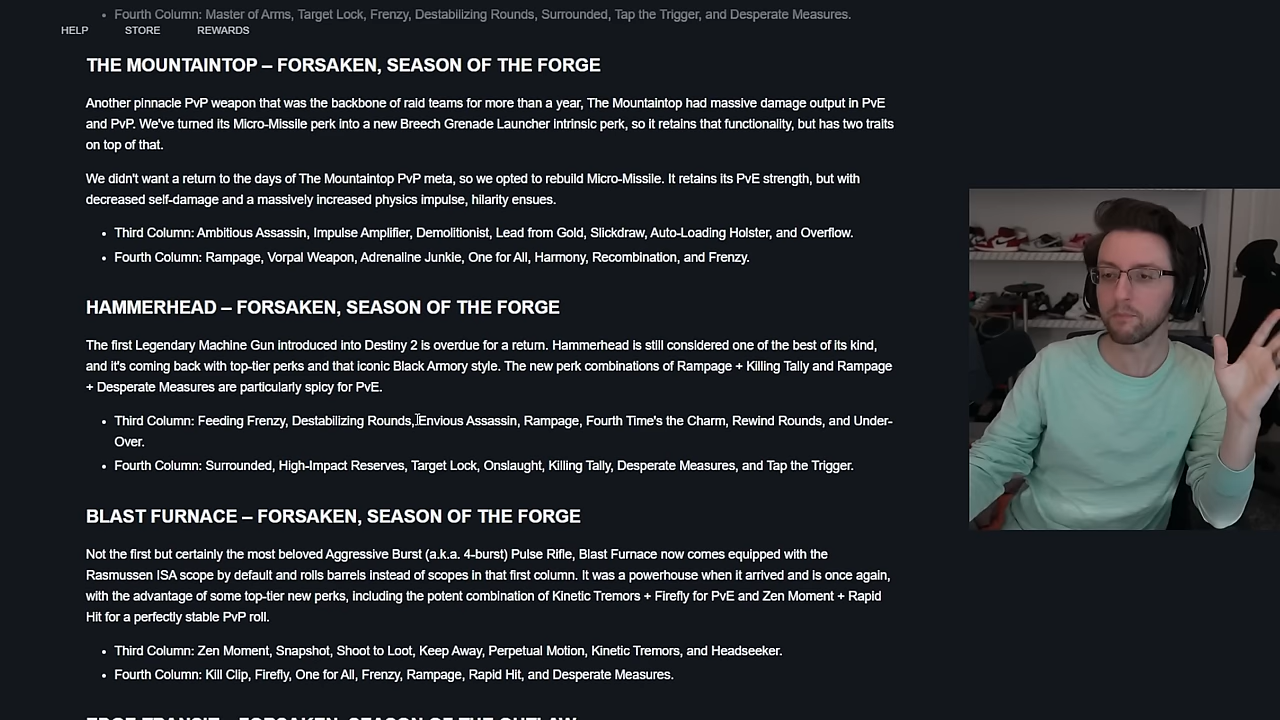 • Fourth Column: Master of Arms, Target Lock, Frenzy, Destabilizing Rounds, Surrounded, Tap the Trigger, and Desperate Measures.
HELP STORE REWARDS
THE MOUNTAINTOP – FORSAKEN, SEASON OF THE FORGE
Another pinnacle PvP weapon that was the backbone of raid teams for more than a year, The Mountaintop had massive damage output in PvE
and PvP. We've turned its Micro-Missile perk into a new Breech Grenade Launcher intrinsic perk, so it retains that functionality, but has two traits
on top of that.
We didn't want a return to the days of The Mountaintop PvP meta, so we opted to rebuild Micro-Missile. It retains its PvE strength, but with
decreased self-damage and a massively increased physics impulse, hilarity ensues.
• Third Column: Ambitious Assassin, Impulse Amplifier, Demolitionist, Lead from Gold, Slickdraw, Auto-Loading Holster, and Overflow.
• Fourth Column: Rampage, Vorpal Weapon, Adrenaline Junkie, One for All, Harmony, Recombination, and Frenzy.
HAMMERHEAD – FORSAKEN, SEASON OF THE FORGE
The first Legendary Machine Gun introduced into Destiny 2 is overdue for a return. Hammerhead is still considered one of the best of its kind,
and it's coming back with top-tier perks and that iconic Black Armory style. The new perk combinations of Rampage + Killing Tally and Rampage
+ Desperate Measures are particularly spicy for PvE.
• Third Column: Feeding Frenzy, Destabilizing Rounds, Envious Assassin, Rampage, Fourth Time's the Charm, Rewind Rounds, and Under-
Over.
• Fourth Column: Surrounded, High-Impact Reserves, Target Lock, Onslaught, Killing Tally, Desperate Measures, and Tap the Trigger.
BLAST FURNACE – FORSAKEN, SEASON OF THE FORGE
Not the first but certainly the most beloved Aggressive Burst (a.k.a. 4-burst) Pulse Rifle, Blast Furnace now comes equipped with the
Rasmussen ISA scope by default and rolls barrels instead of scopes in that first column. It was a powerhouse when it arrived and is once again,
with the advantage of some top-tier new perks, including the potent combination of Kinetic Tremors + Firefly for PvE and Zen Moment + Rapid
Hit for a perfectly stable PvP roll.
• Third Column: Zen Moment, Snapshot, Shoot to Loot, Keep Away, Perpetual Motion, Kinetic Tremors, and Headseeker.
• Fourth Column: Kill Clip, Firefly, One for All, Frenzy, Rampage, Rapid Hit, and Desperate Measures.
EDGE TRANSIT – FORSAKEN, SEASON OF THE OUTLAW